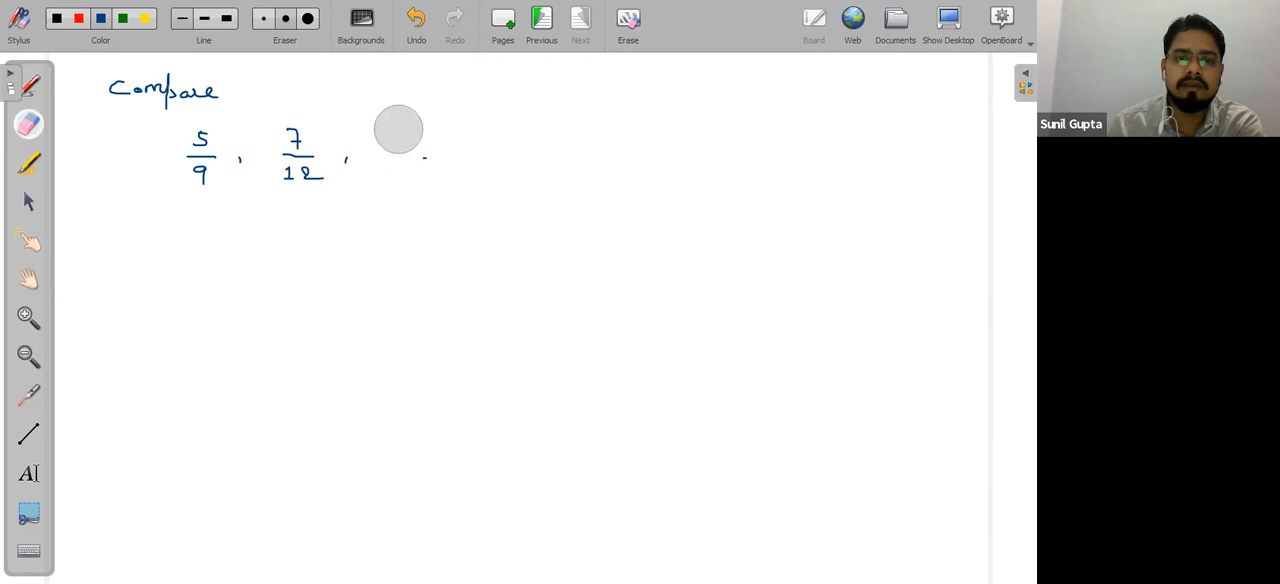 Stylus Color Line Eraser Backgrounds Undo Redo Pages Previous Next Erase Board Web Documents Show Desktop OpenBoard
Compare
Sunil Gupta
5/9 , 7/12 ,
AI